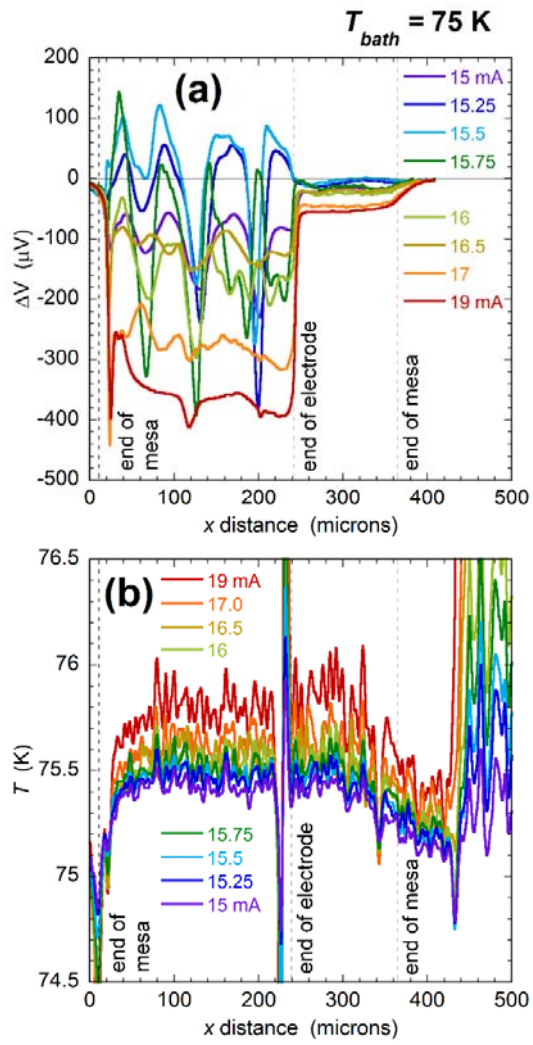 T_bath = 75 K
200
100
0
-100
-200
-300
-400
-500
ΔV (µV)
(a)
15 mA
15.25
15.5
15.75
16
16.5
17
19 mA
end of
mesa
end of electrode
end of mesa
0 100 200 300 400 500
x distance (microns)
76.5
76
75.5
75
74.5
T (K)
(b)
19 mA
17.0
16.5
16
15.75
15.5
15.25
15 mA
end of
mesa
end of electrode
end of mesa
0 100 200 300 400 500
x distance (microns)